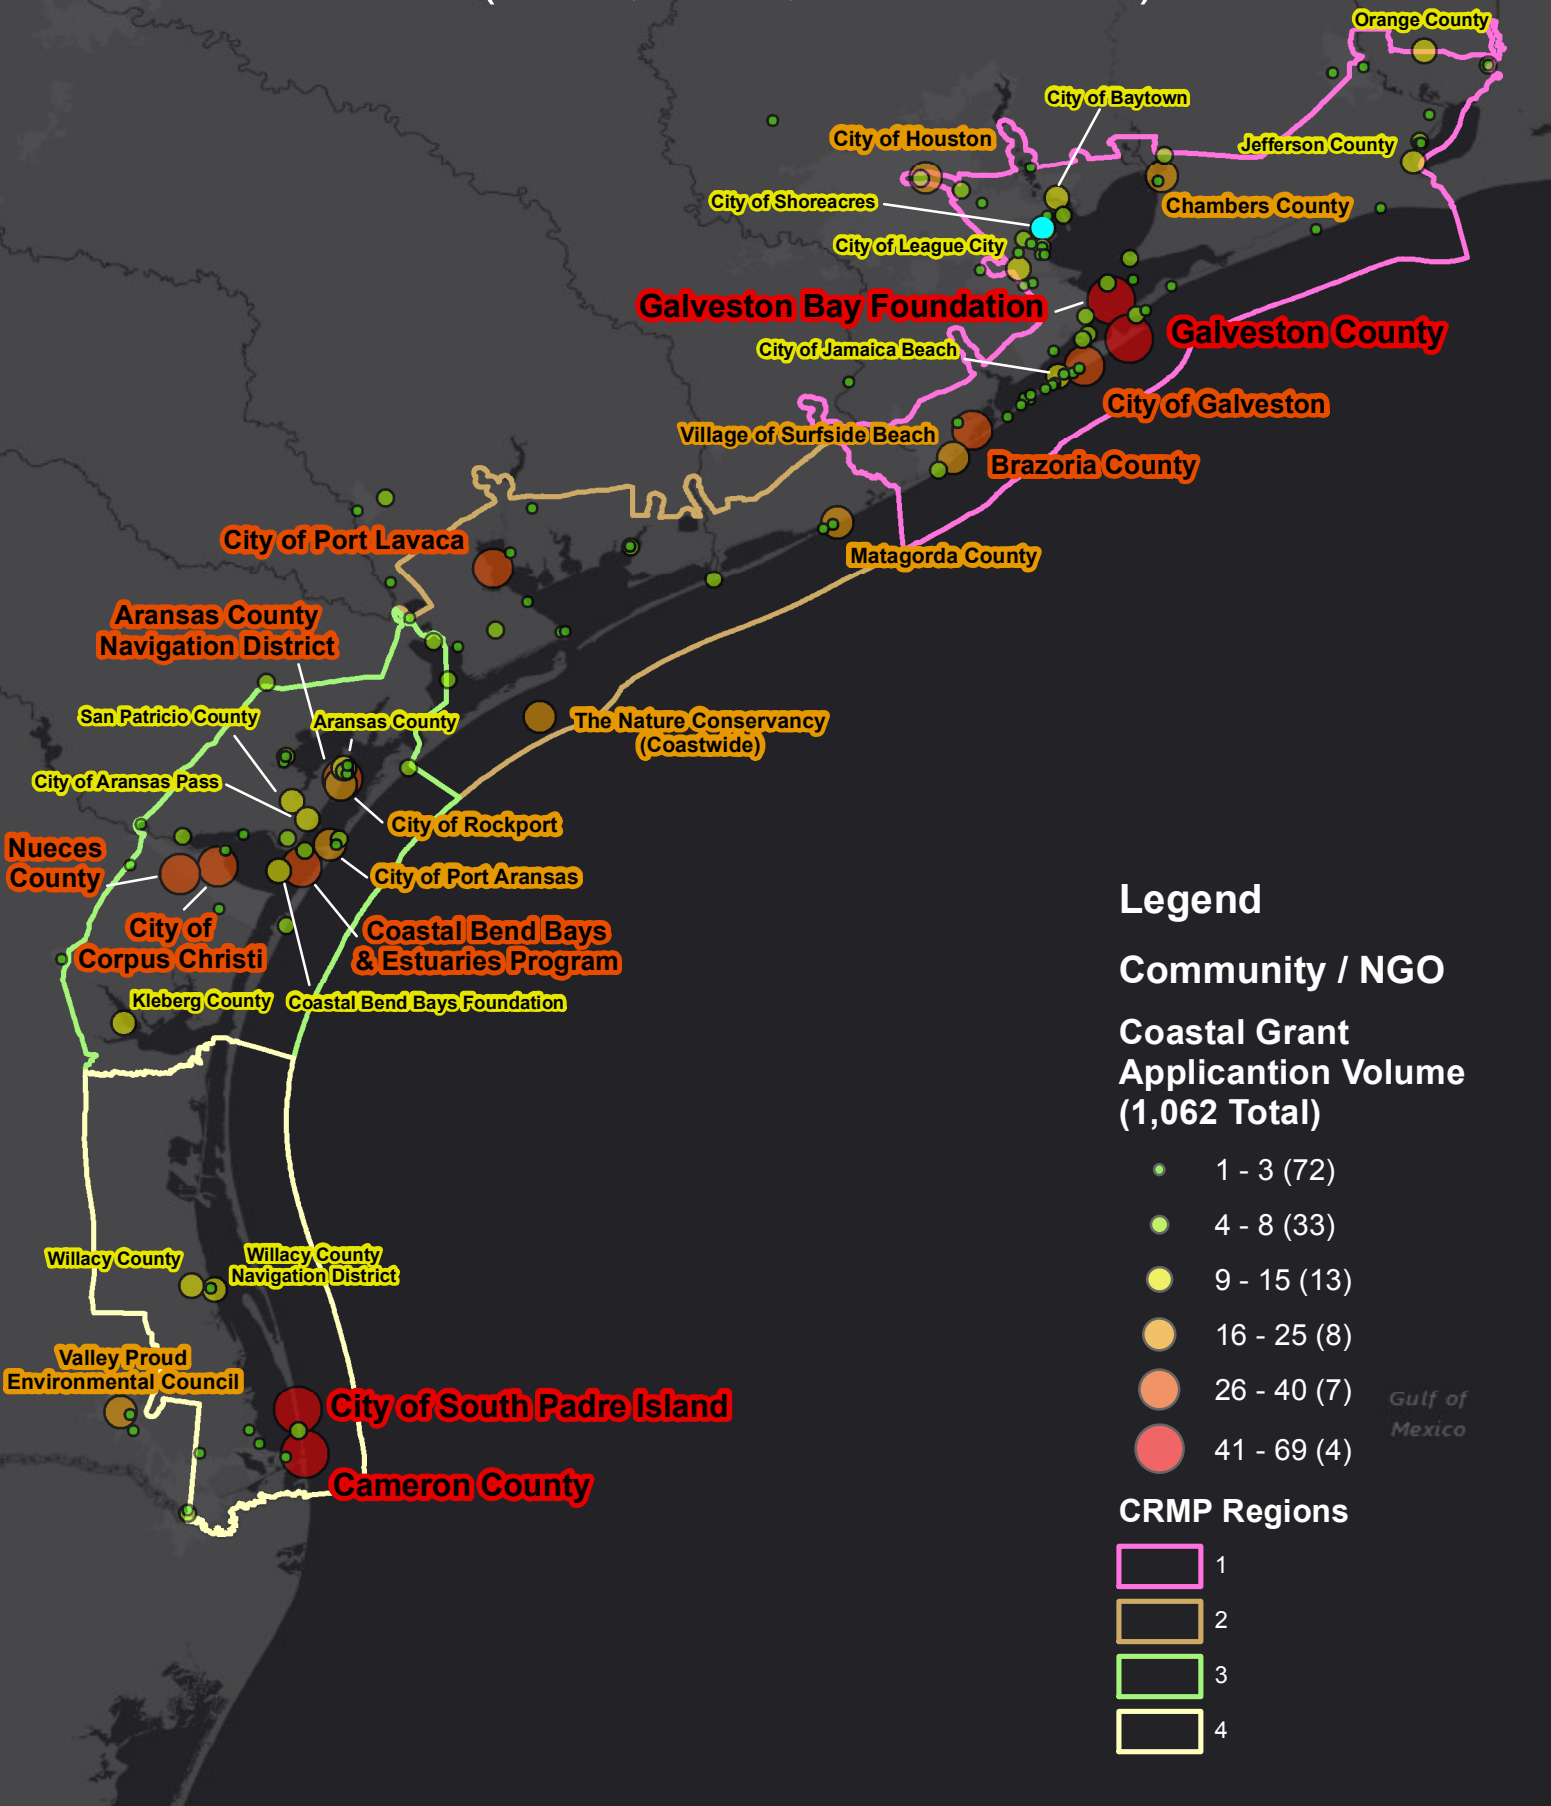 Orange County
City of Baytown
City of Houston
Jefferson County
City of Shoreacres
Chambers County
City of League City
Galveston Bay Foundation
Galveston County
City of Jamaica Beach
City of Galveston
Village of Surfside Beach
Brazoria County
City of Port Lavaca
Matagorda County
Aransas County
Navigation District
San Patricio County
Aransas County
The Nature Conservancy
(Coastwide)
City of Aransas Pass
City of Rockport
Nueces
County
City of Port Aransas
City of
Corpus Christi
Coastal Bend Bays
& Estuaries Program
Kleberg County
Coastal Bend Bays Foundation
Willacy County
Willacy County
Navigation District
Valley Proud
Environmental Council
City of South Padre Island
Cameron County
Gulf of
Mexico
Legend
Community / NGO
Coastal Grant
Applicantion Volume
(1,062 Total)
1 - 3 (72)
4 - 8 (33)
9 - 15 (13)
16 - 25 (8)
26 - 40 (7)
41 - 69 (4)
CRMP Regions
1
2
3
4